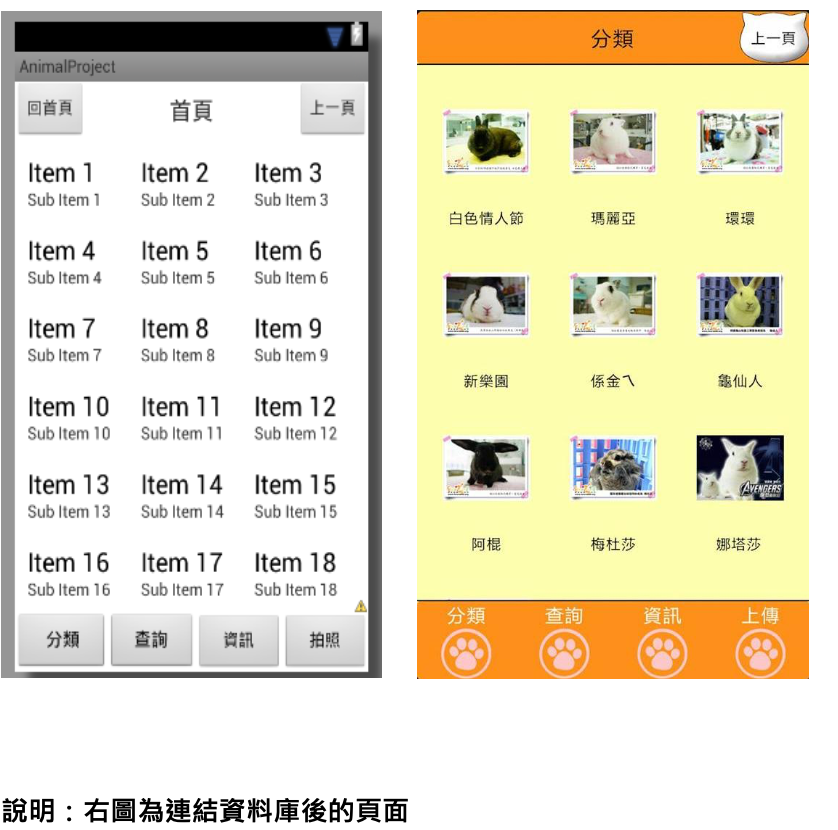 AnimalProject
回首頁
首頁
上一頁
Item 1
Item 2
Item 3
Sub Item 1
Sub Item 2
Sub Item 3
Item 4
Item 5
Item 6
Sub Item 4
Sub Item 5
Sub Item 6
Item 7
Item 8
Item 9
Sub Item 7
Sub Item 8
Sub Item 9
Item 10
Item 11
Item 12
Sub Item 10
Sub Item 11
Sub Item 12
Item 13
Item 14
Item 15
Sub Item 13
Sub Item 14
Sub Item 15
Item 16
Item 17
Item 18
Sub Item 16
Sub Item 17
Sub Item 18
分類
查詢
資訊
拍照
分類
上一頁
白色情人節
瑪麗亞
環環
新樂園
係金ㄟ
龜仙人
AVENGERS
阿棍
梅杜莎
娜塔莎
分類
查詢
資訊
上傳
說明：右圖為連結資料庫後的頁面